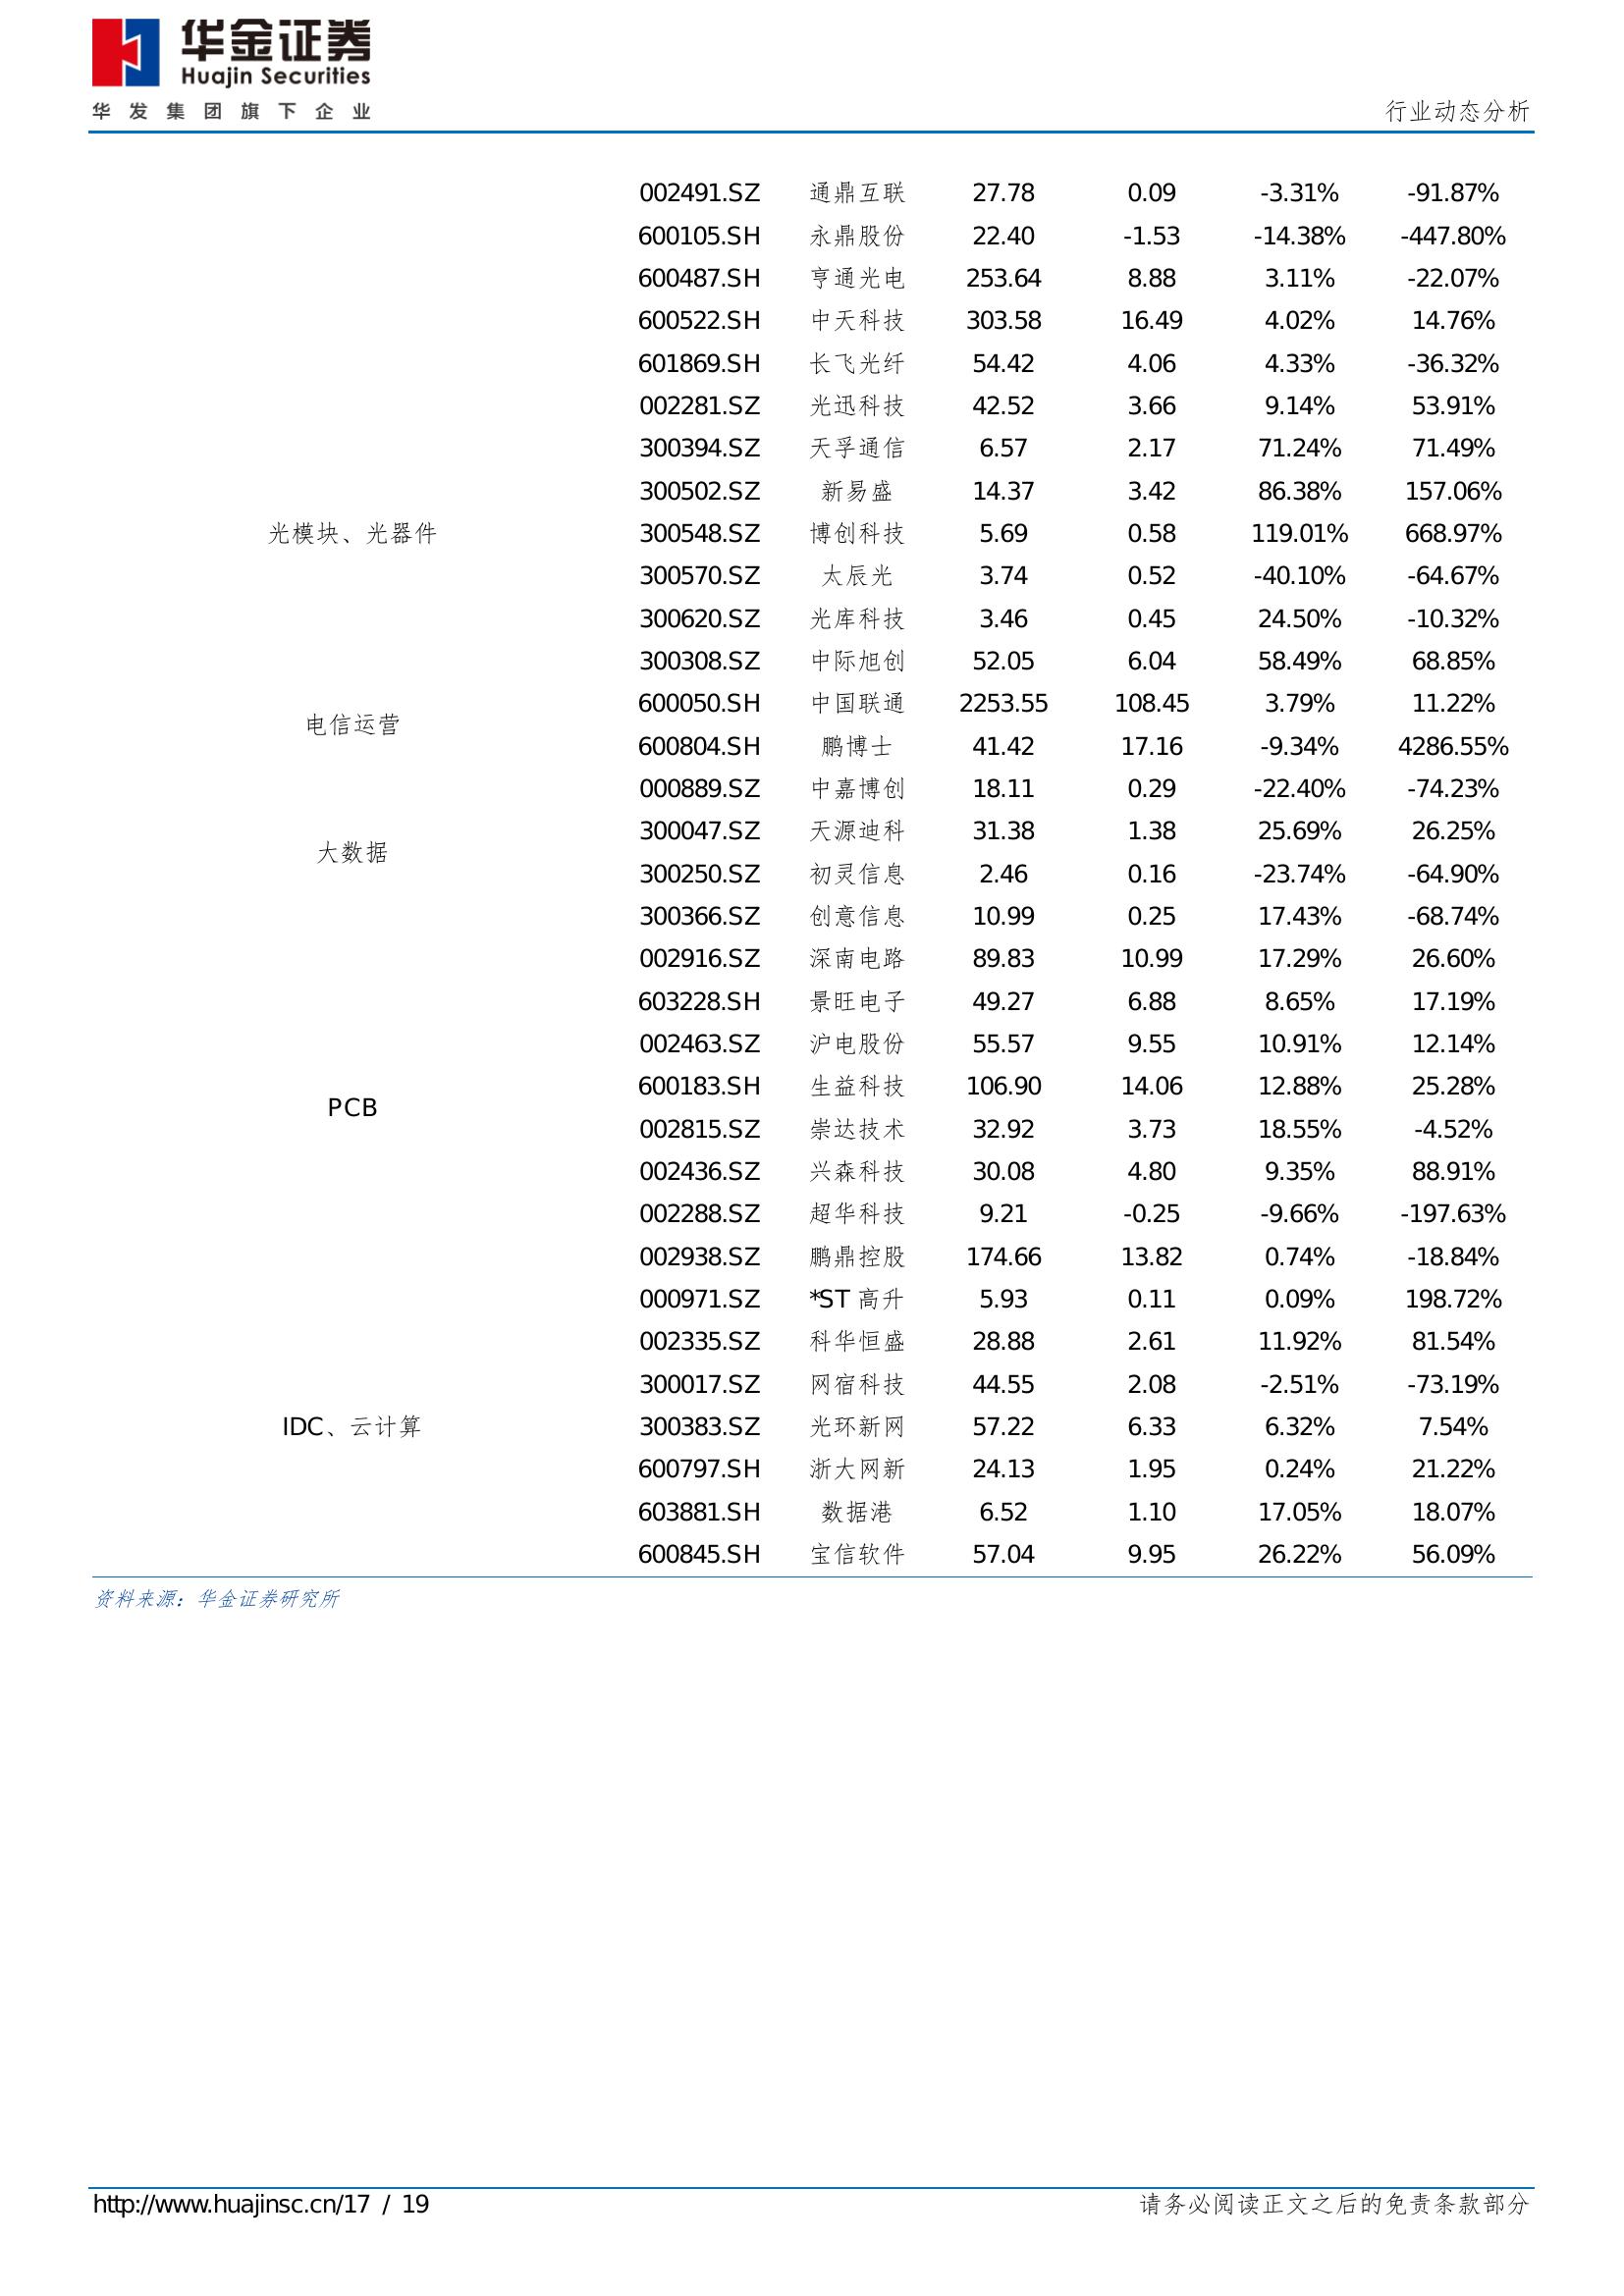 华金证券
Huajin Securities
华发集团旗下企业
行业动态分析
002491.SZ 通鼎互联 27.78 0.09 -3.31% -91.87%
600105.SH 永鼎股份 22.40 -1.53 -14.38% -447.80%
600487.SH 亨通光电 253.64 8.88 3.11% -22.07%
600522.SH 中天科技 303.58 16.49 4.02% 14.76%
601869.SH 长飞光纤 54.42 4.06 4.33% -36.32%
002281.SZ 光迅科技 42.52 3.66 9.14% 53.91%
300394.SZ 天孚通信 6.57 2.17 71.24% 71.49%
300502.SZ 新易盛 14.37 3.42 86.38% 157.06%
光模块、光器件 300548.SZ 博创科技 5.69 0.58 119.01% 668.97%
300570.SZ 太辰光 3.74 0.52 -40.10% -64.67%
300620.SZ 光库科技 3.46 0.45 24.50% -10.32%
300308.SZ 中际旭创 52.05 6.04 58.49% 68.85%
600050.SH 中国联通 2253.55 108.45 3.79% 11.22%
电信运营
600804.SH 鹏博士 41.42 17.16 -9.34% 4286.55%
000889.SZ 中嘉博创 18.11 0.29 -22.40% -74.23%
300047.SZ 天源迪科 31.38 1.38 25.69% 26.25%
大数据
300250.SZ 初灵信息 2.46 0.16 -23.74% -64.90%
300366.SZ 创意信息 10.99 0.25 17.43% -68.74%
002916.SZ 深南电路 89.83 10.99 17.29% 26.60%
603228.SH 景旺电子 49.27 6.88 8.65% 17.19%
002463.SZ 沪电股份 55.57 9.55 10.91% 12.14%
600183.SH 生益科技 106.90 14.06 12.88% 25.28%
PCB
002815.SZ 崇达技术 32.92 3.73 18.55% -4.52%
002436.SZ 兴森科技 30.08 4.80 9.35% 88.91%
002288.SZ 超华科技 9.21 -0.25 -9.66% -197.63%
002938.SZ 鹏鼎控股 174.66 13.82 0.74% -18.84%
000971.SZ *ST高升 5.93 0.11 0.09% 198.72%
002335.SZ 科华恒盛 28.88 2.61 11.92% 81.54%
300017.SZ 网宿科技 44.55 2.08 -2.51% -73.19%
IDC、云计算 300383.SZ 光环新网 57.22 6.33 6.32% 7.54%
600797.SH 浙大网新 24.13 1.95 0.24% 21.22%
603881.SH 数据港 6.52 1.10 17.05% 18.07%
600845.SH 宝信软件 57.04 9.95 26.22% 56.09%
资料来源：华金证券研究所
http://www.huajinsc.cn/17 / 19 请务必阅读正文之后的免责条款部分